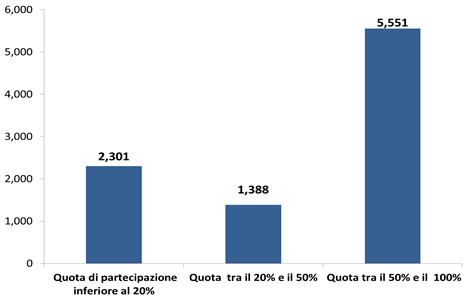 6,000
5,000
4,000
3,000
2,000
1,000
0
2,301
1,388
5,551
Quota di partecipazione
inferiore al 20%
Quota tra il 20% e il 50%
Quota tra il 50% e il 100%